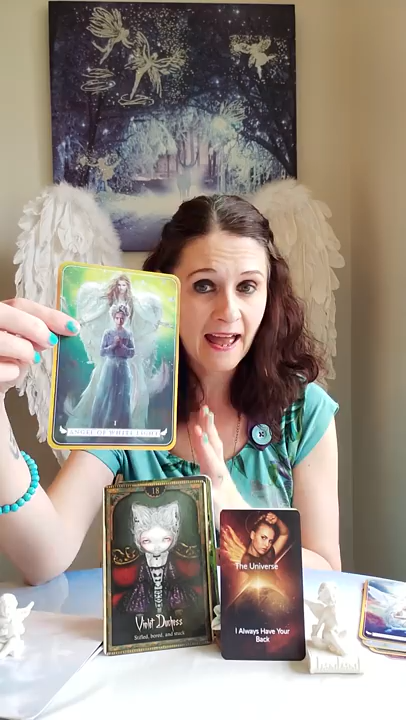 I
ANGEL OF WHITE LIGHT
18
Violet Duchess
Stifled, bored, and stuck
The Universe
I Always Have Your
Back